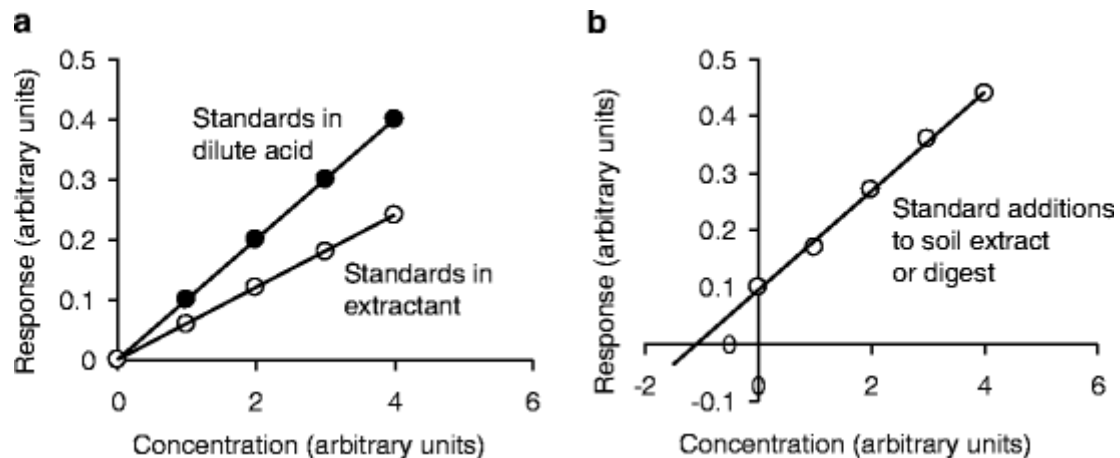 a
Response (arbitrary units)
0.5
0.4
0.3
0.2
0.1
0
Standards in
dilute acid
Standards in
extractant
0 2 4 6
Concentration (arbitrary units)
b
Response (arbitrary units)
0.5
0.4
0.3
0.2
0.1
0
-0.1
Standard additions
to soil extract
or digest
-2 0 2 4 6
Concentration (arbitrary units)